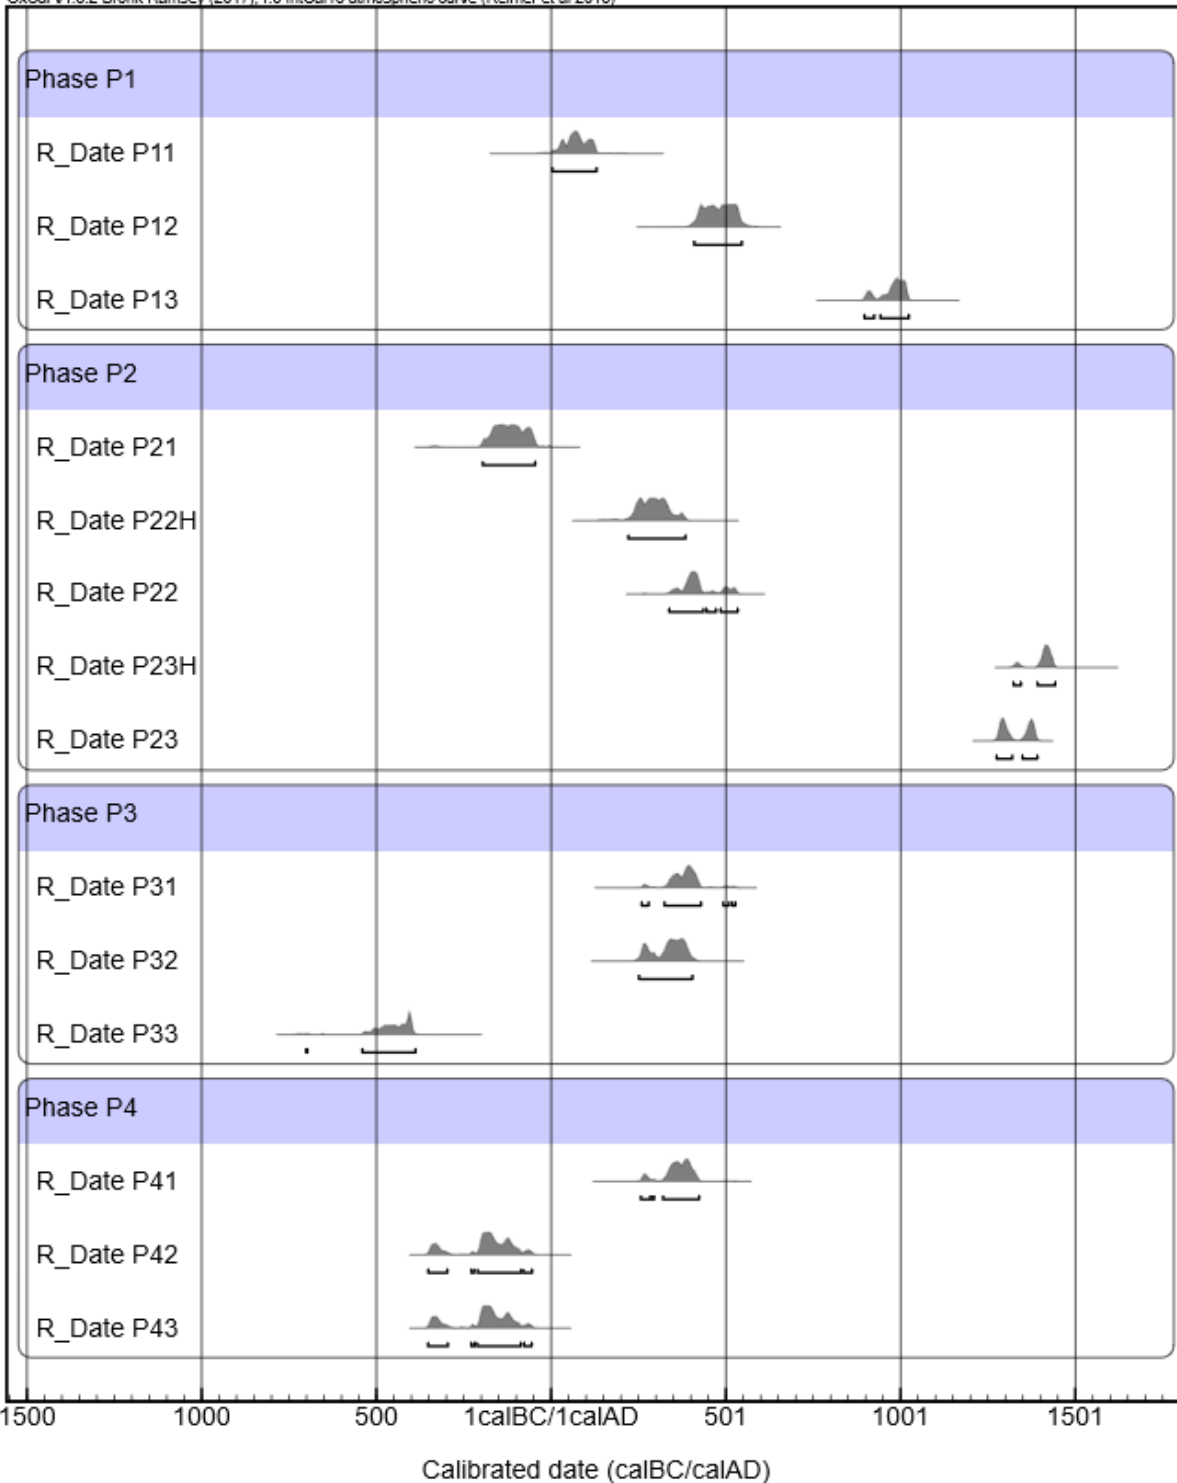 Phase P1
R_Date P11
R_Date P12
R_Date P13
Phase P2
R_Date P21
R_Date P22H
R_Date P22
R_Date P23H
R_Date P23
Phase P3
R_Date P31
R_Date P32
R_Date P33
Phase P4
R_Date P41
R_Date P42
R_Date P43
1500 1000 500 1calBC/1calAD 501 1001 1501
Calibrated date (calBC/calAD)